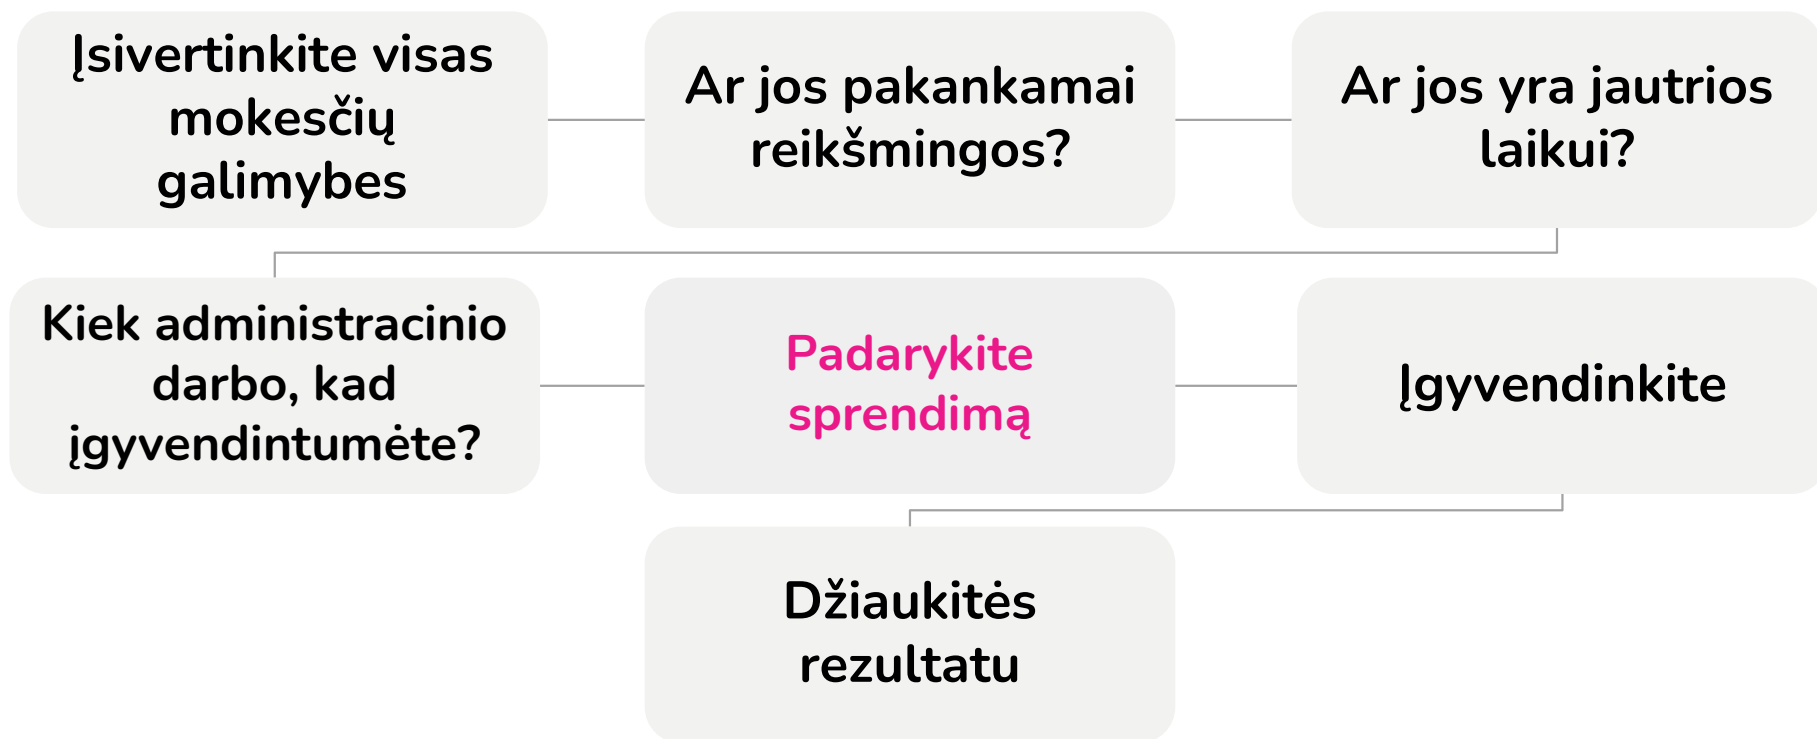 Įsivertinkite visas
mokesčių
galimybes
Ar jos pakankamai
reikšmingos?
Ar jos yra jautrios
laikui?
Kiek administracinio
darbo, kad
įgyvendintumėte?
Padarykite
sprendimą
Įgyvendinkite
Džiaukitės
rezultatu